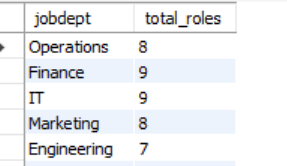 jobdept total_roles
Operations 8
Finance 9
IT 9
Marketing 8
Engineering 7